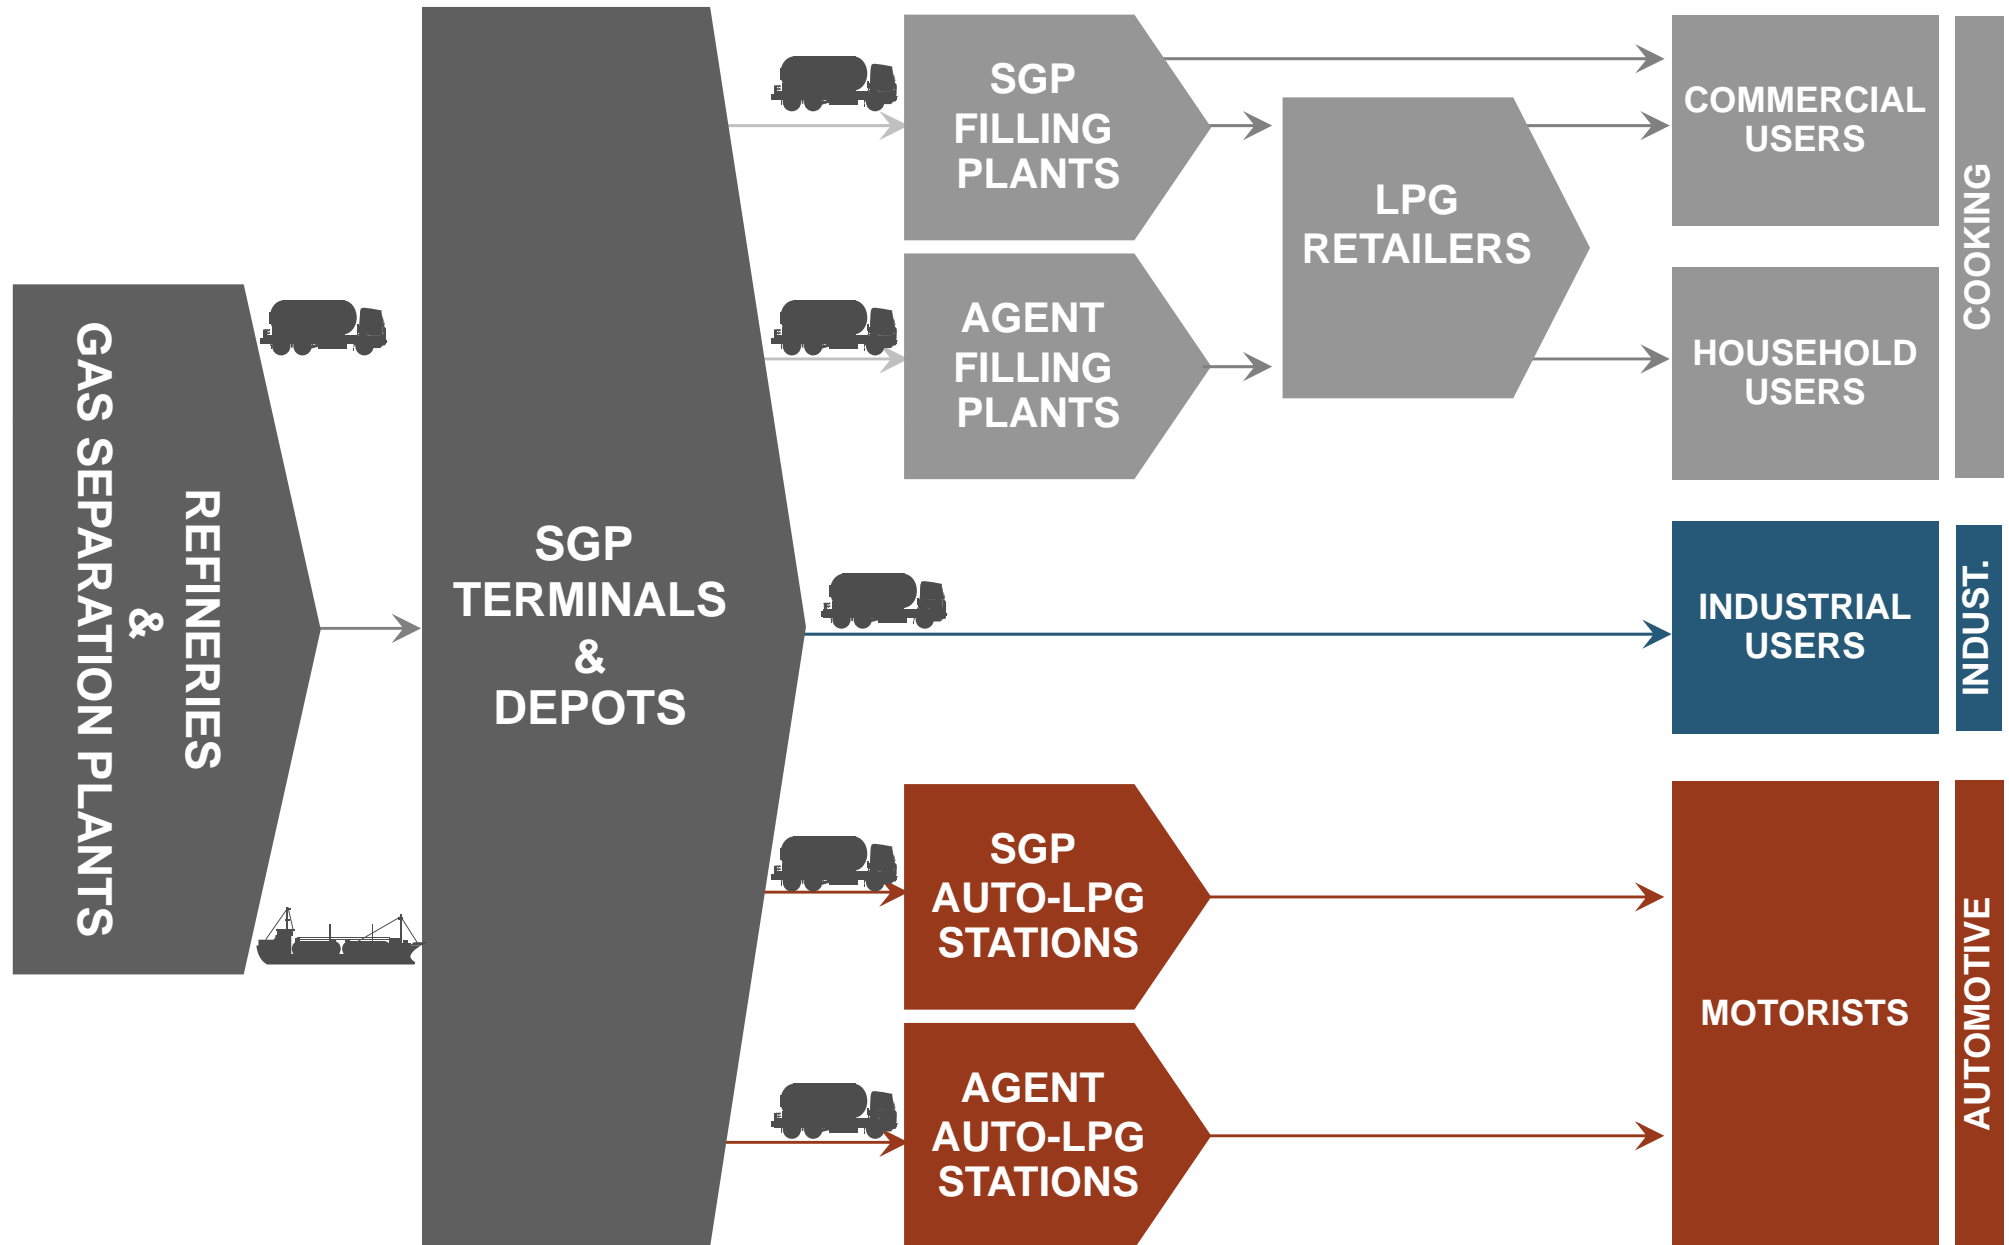 REFINERIES
&
GAS SEPARATION PLANTS
SGP
TERMINALS
&
DEPOTS
SGP
FILLING
PLANTS
AGENT
FILLING
PLANTS
LPG
RETAILERS
COMMERCIAL
USERS
HOUSEHOLD
USERS
COOKING
INDUSTRIAL
USERS
INDUST.
SGP
AUTO-LPG
STATIONS
AGENT
AUTO-LPG
STATIONS
MOTORISTS
AUTOMOTIVE